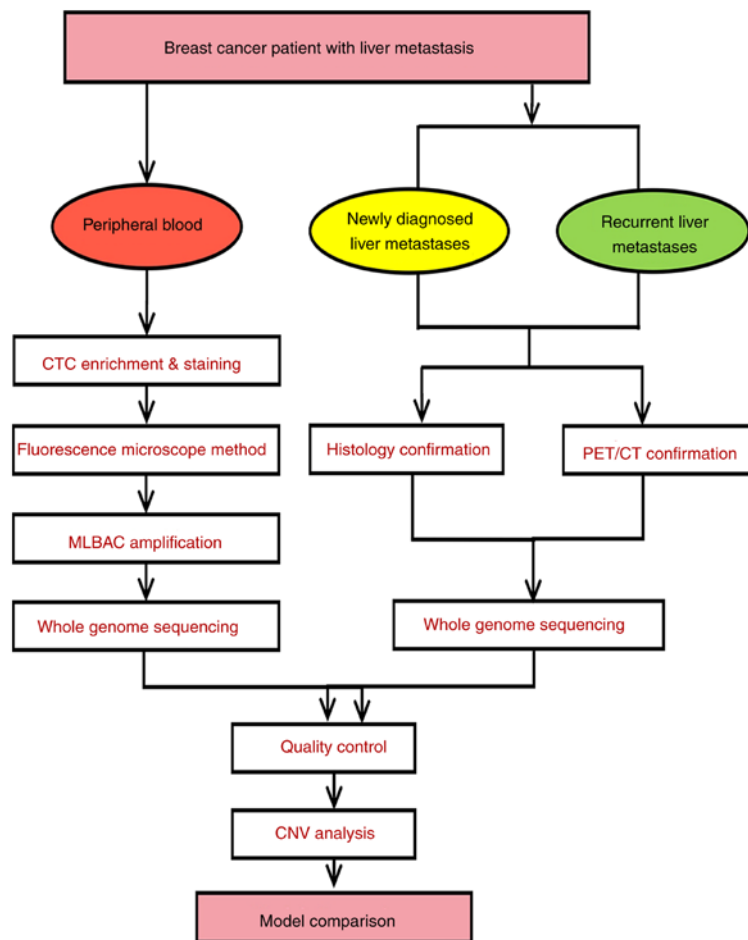 Breast cancer patient with liver metastasis
Peripheral blood
Newly diagnosed
liver metastases
Recurrent liver
metastases
CTC enrichment & staining
Fluorescence microscope method
Histology confirmation
PET/CT confirmation
MLBAC amplification
Whole genome sequencing
Whole genome sequencing
Quality control
CNV analysis
Model comparison